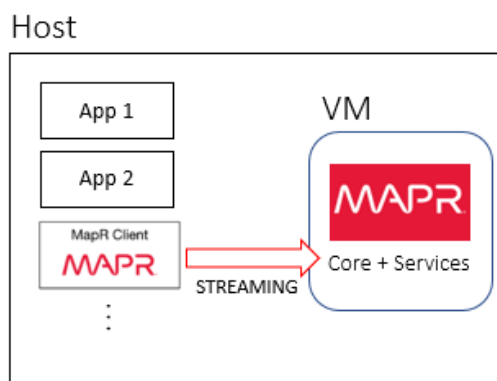 Host
App 1
App 2
MapR Client
MAPR
STREAMING
VM
MAPR
Core + Services